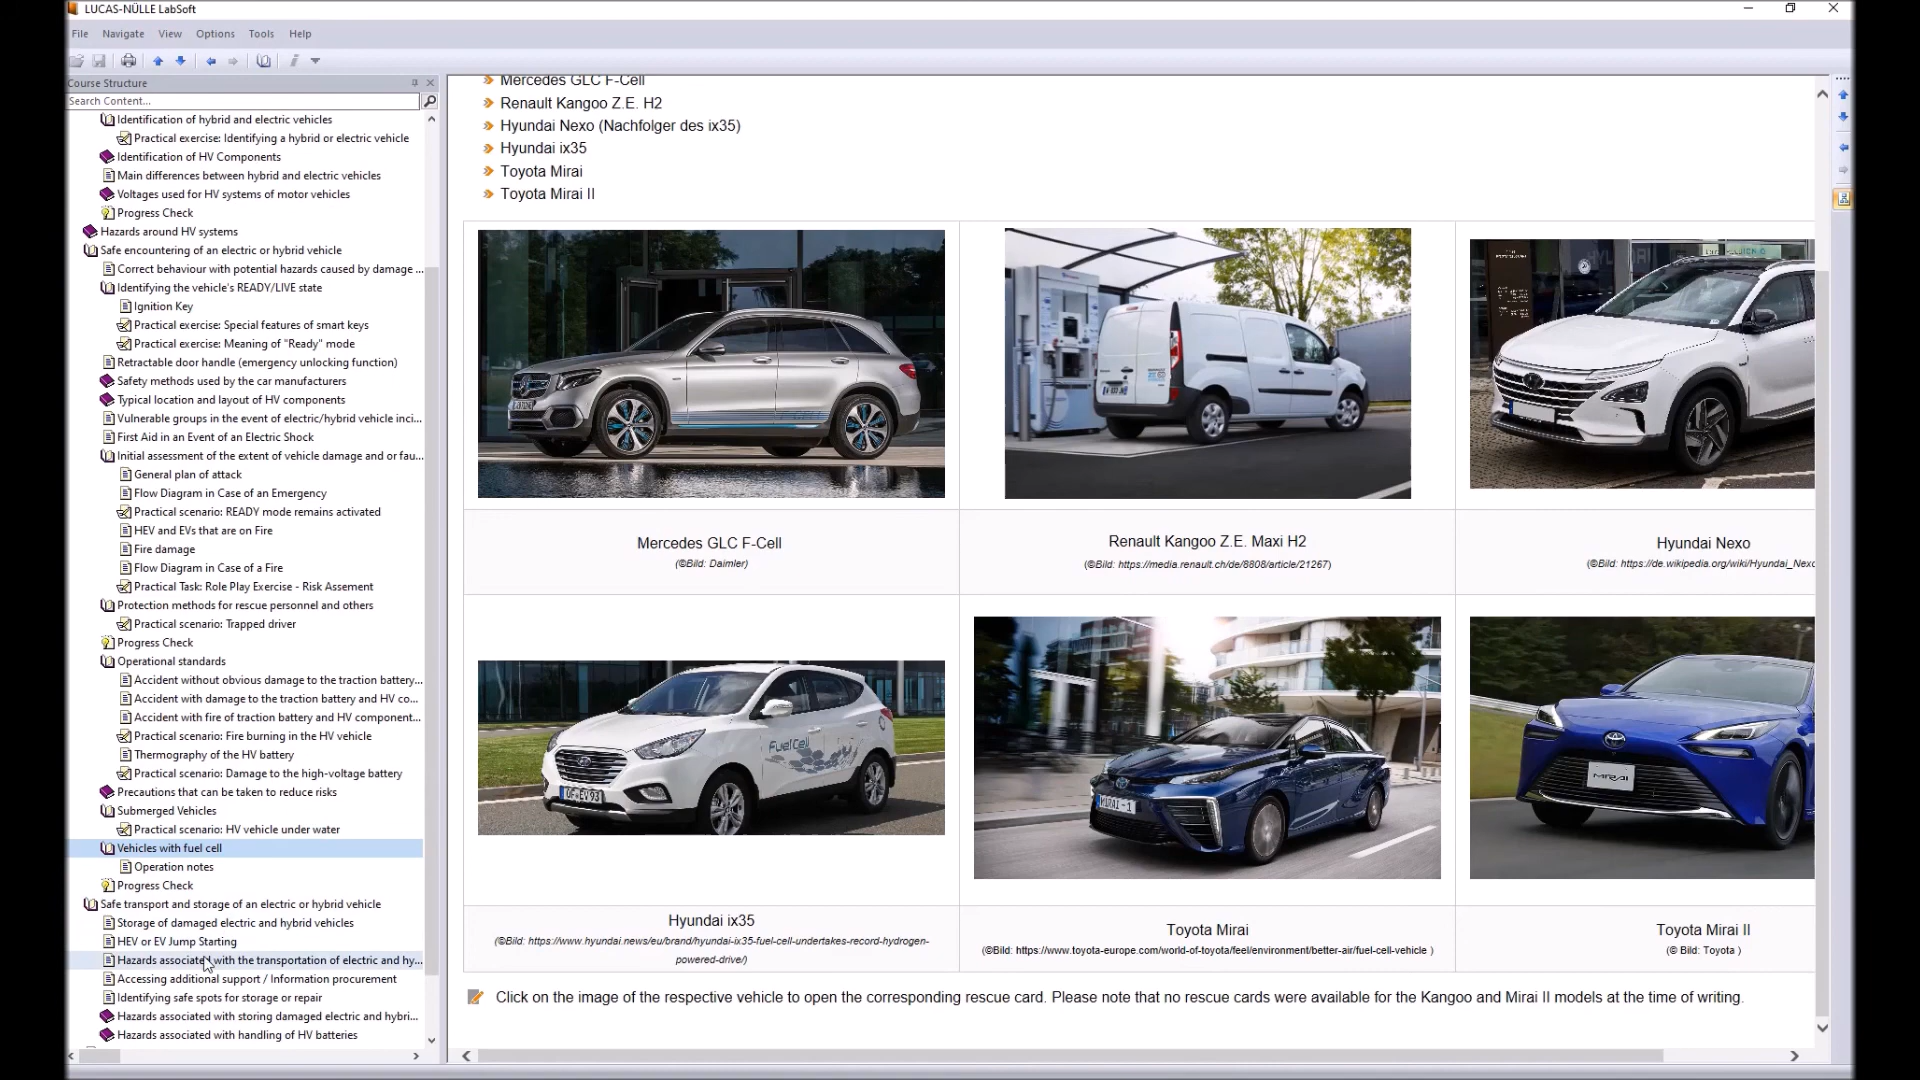 LUCAS-NÜLLE LabSoft
File Navigate View Options Tools Help
Course Structure
Search Content...
Identification of hybrid and electric vehicles
Practical exercise: Identifying a hybrid or electric vehicle
Identification of HV Components
Main differences between hybrid and electric vehicles
Voltages used for HV systems of motor vehicles
Progress Check
Hazards around HV systems
Safe encountering of an electric or hybrid vehicle
Correct behaviour with potential hazards caused by damage ...
Identifying the vehicle's READY/LIVE state
Ignition Key
Practical exercise: Special features of smart keys
Practical exercise: Meaning of "Ready" mode
Retractable door handle (emergency unlocking function)
Safety methods used by the car manufacturers
Typical location and layout of HV components
Vulnerable groups in the event of electric/hybrid vehicle inci...
First Aid in an Event of an Electric Shock
Initial assessment of the extent of vehicle damage and or fau...
General plan of attack
Flow Diagram in Case of an Emergency
Practical scenario: READY mode remains activated
HEV and EVs that are on Fire
Fire damage
Flow Diagram in Case of a Fire
Practical Task: Role Play Exercise - Risk Assement
Protection methods for rescue personnel and others
Practical scenario: Trapped driver
Progress Check
Operational standards
Accident without obvious damage to the traction battery...
Accident with damage to the traction battery and HV co...
Accident with fire of traction battery and HV component...
Practical scenario: Fire burning in the HV vehicle
Thermography of the HV battery
Practical scenario: Damage to the high-voltage battery
Precautions that can be taken to reduce risks
Submerged Vehicles
Practical scenario: HV vehicle under water
Vehicles with fuel cell
Operation notes
Progress Check
Safe transport and storage of an electric or hybrid vehicle
Storage of damaged electric and hybrid vehicles
HEV or EV Jump Starting
Hazards associated with the transportation of electric and hy...
Accessing additional support / Information procurement
Identifying safe spots for storage or repair
Hazards associated with storing damaged electric and hybri...
Hazards associated with handling of HV batteries
Mercedes GLC F-Cell
Renault Kangoo Z.E. H2
Hyundai Nexo (Nachfolger des ix35)
Hyundai ix35
Toyota Mirai
Toyota Mirai II
Mercedes GLC F-Cell
(©Bild: Daimler)
Renault Kangoo Z.E. Maxi H2
(©Bild: https://media.renault.ch/de/8808/article/21267)
Hyundai Nexo
(©Bild: https://de.wikipedia.org/wiki/Hyundai_Nexo
Fuel Cell
OF-EV 93
MIRAI-1
MIRAI
Hyundai ix35
(©Bild: https://www.hyundai.news/eu/brand/hyundai-ix35-fuel-cell-undertakes-record-hydrogen-
powered-drive/)
Toyota Mirai
(©Bild: https://www.toyota-europe.com/world-of-toyota/feel/environment/better-air/fuel-cell-vehicle )
Toyota Mirai II
(© Bild: Toyota )
Click on the image of the respective vehicle to open the corresponding rescue card. Please note that no rescue cards were available for the Kangoo and Mirai II models at the time of writing.